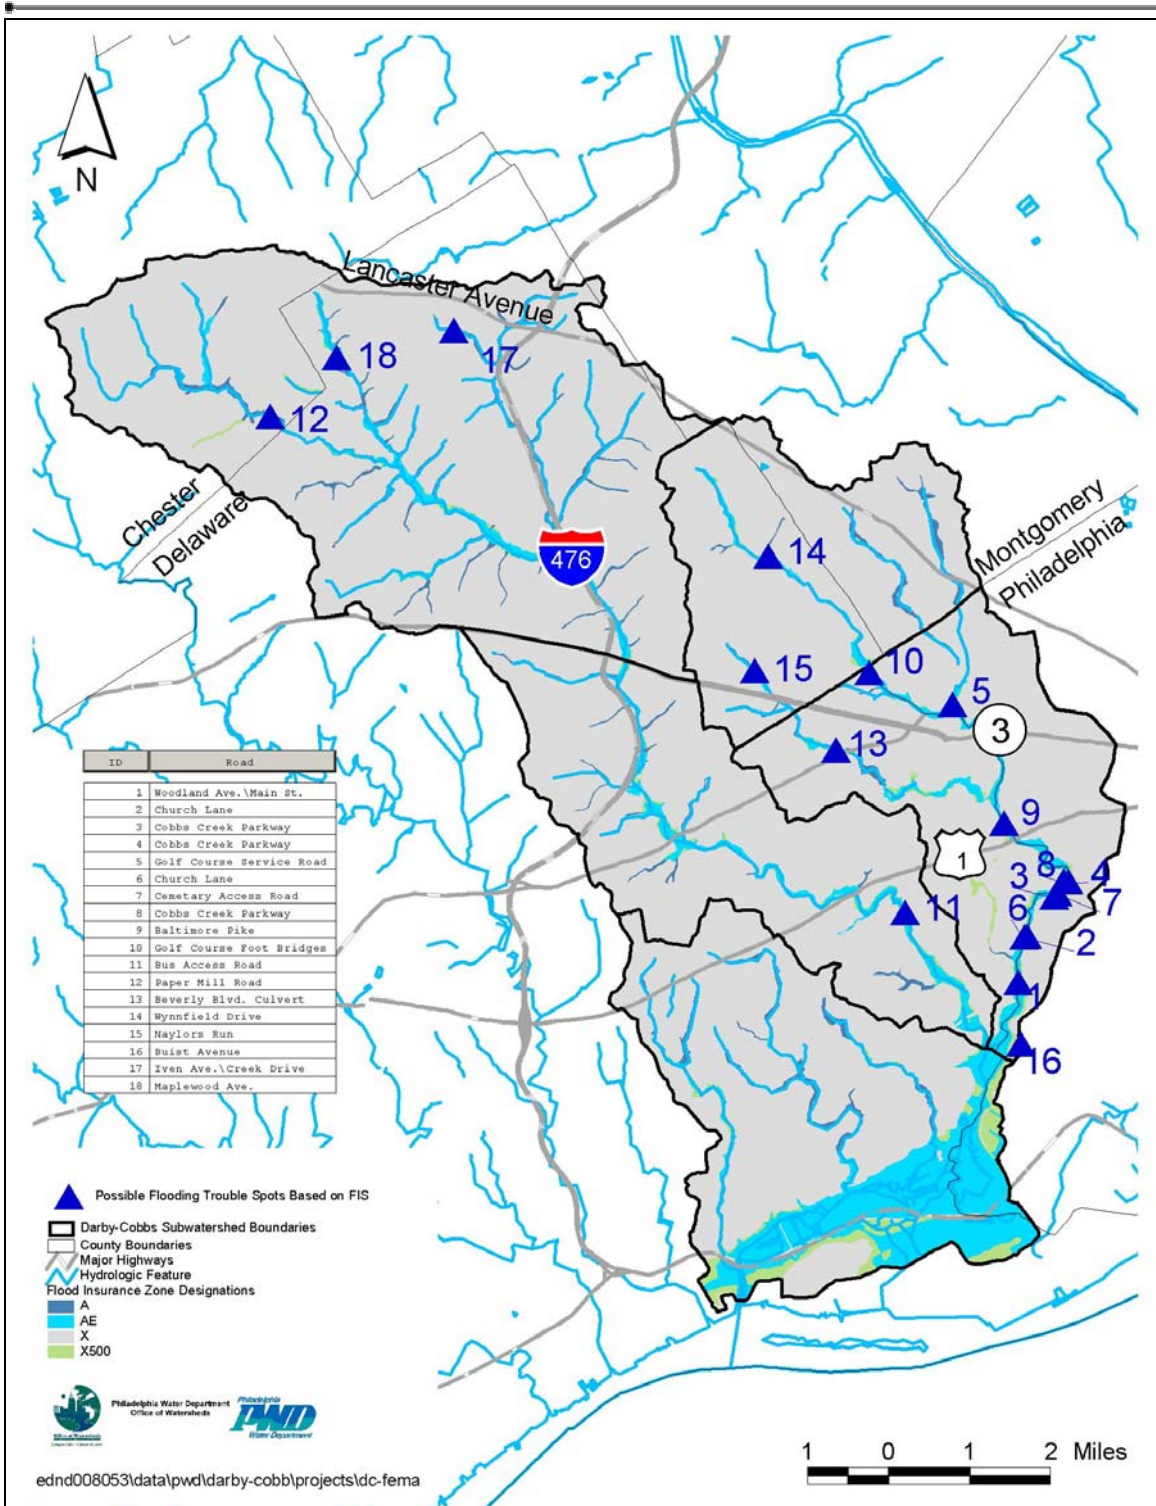 N
Lancaster Avenue
18
17
12
Chester
Delaware
476
14
Montgomery
Philadelphia
15
10
5
3
13
9
1
8
4
3
7
6
11
2
1
16
ID Road
1 Woodland Ave.\Main St.
2 Church Lane
3 Cobbs Creek Parkway
4 Cobbs Creek Parkway
5 Golf Course Service Road
6 Church Lane
7 Cemetary Access Road
8 Cobbs Creek Parkway
9 Baltimore Pike
10 Golf Course Foot Bridges
11 Bus Access Road
12 Paper Mill Road
13 Beverly Blvd. Culvert
14 Wynnfield Drive
15 Naylors Run
16 Buist Avenue
17 Iven Ave.\Creek Drive
18 Maplewood Ave.
Possible Flooding Trouble Spots Based on FIS
Darby-Cobbs Subwatershed Boundaries
County Boundaries
Major Highways
Hydrologic Feature
Flood Insurance Zone Designations
A
AE
X
X500
Philadelphia Water Department
Office of Watersheds
Philadelphia
PWD
Water Department
Office of Watersheds
1 0 1 2 Miles
ednd008053\data\pwd\darby-cobb\projects\dc-fema